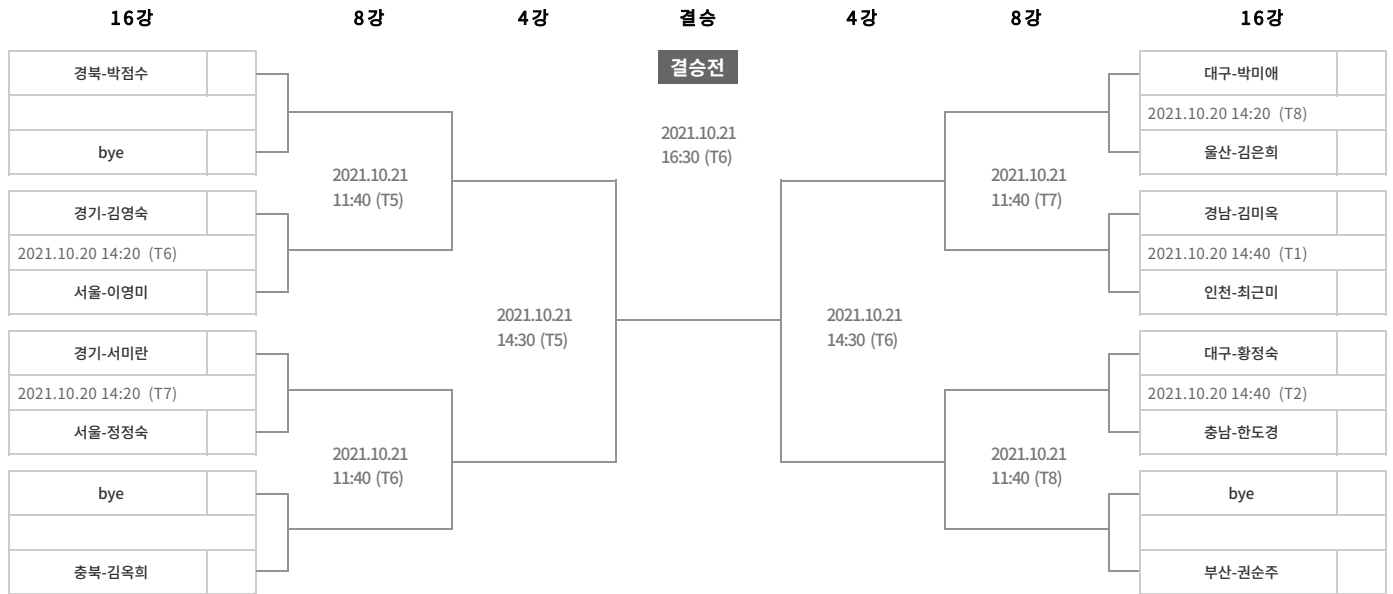 16강 8강 4강 결승 4강 8강 16강
결승전
경북-박점수
bye
경기-김영숙
2021.10.20 14:20 (T6)
서울-이영미
경기-서미란
2021.10.20 14:20 (T7)
서울-정정숙
bye
충북-김옥희
2021.10.21
11:40 (T5)
2021.10.21
11:40 (T6)
2021.10.21
14:30 (T5)
2021.10.21
16:30 (T6)
2021.10.21
14:30 (T6)
2021.10.21
11:40 (T7)
2021.10.21
11:40 (T8)
대구-박미애
2021.10.20 14:20 (T8)
울산-김은희
경남-김미옥
2021.10.20 14:40 (T1)
인천-최근미
대구-황정숙
2021.10.20 14:40 (T2)
충남-한도경
bye
부산-권순주